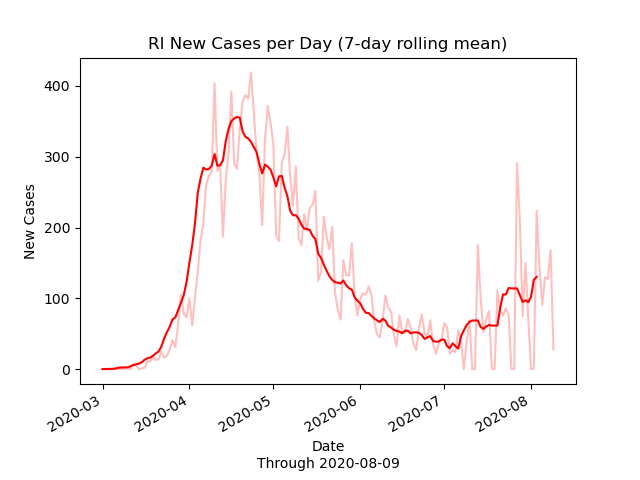 RI New Cases per Day (7-day rolling mean)
400
300
200
100
0
New Cases
2020-03
2020-04
2020-05
2020-06
2020-07
2020-08
Date
Through 2020-08-09